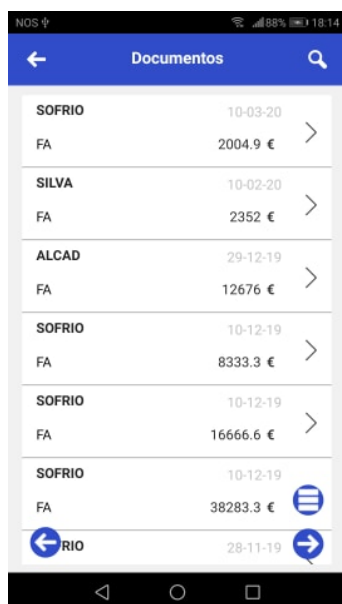 NOS 88% 18:14
Documentos
SOFRIO 10-03-20
FA 2004.9 €
SILVA 10-02-20
FA 2352 €
ALCAD 29-12-19
FA 12676 €
SOFRIO 10-12-19
FA 8333.3 €
SOFRIO 10-12-19
FA 16666.6 €
SOFRIO 10-12-19
FA 38283.3 €
RIO 28-11-19